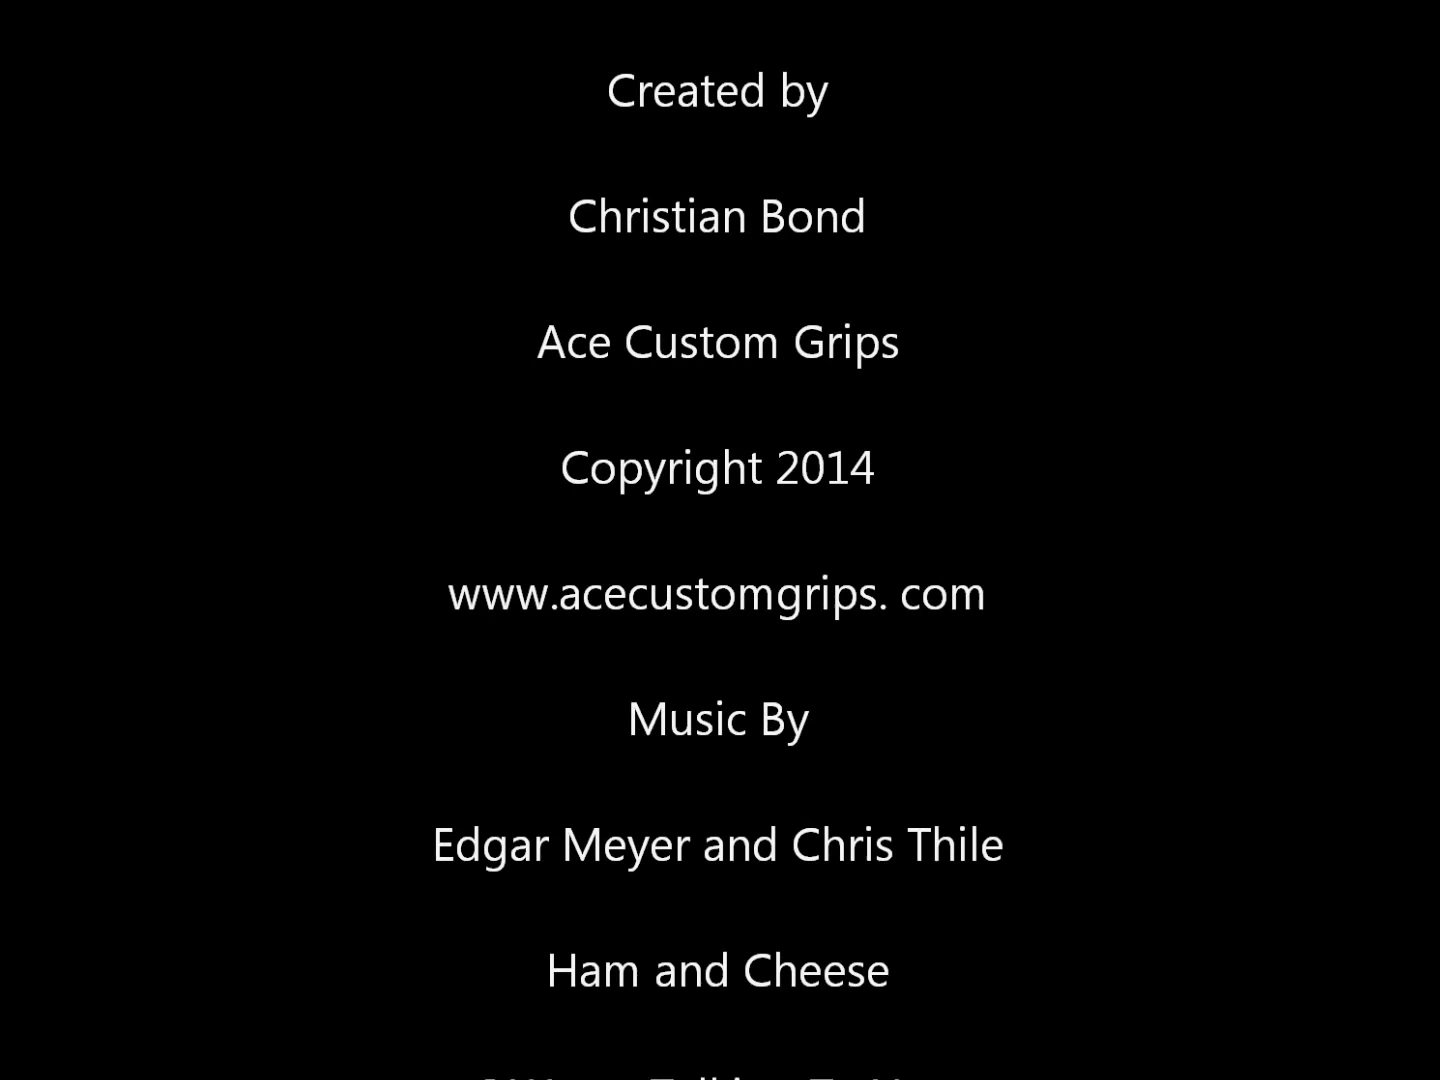 Created by
Christian Bond
Ace Custom Grips
Copyright 2014
www.acecustomgrips. com
Music By
Edgar Meyer and Chris Thile
Ham and Cheese